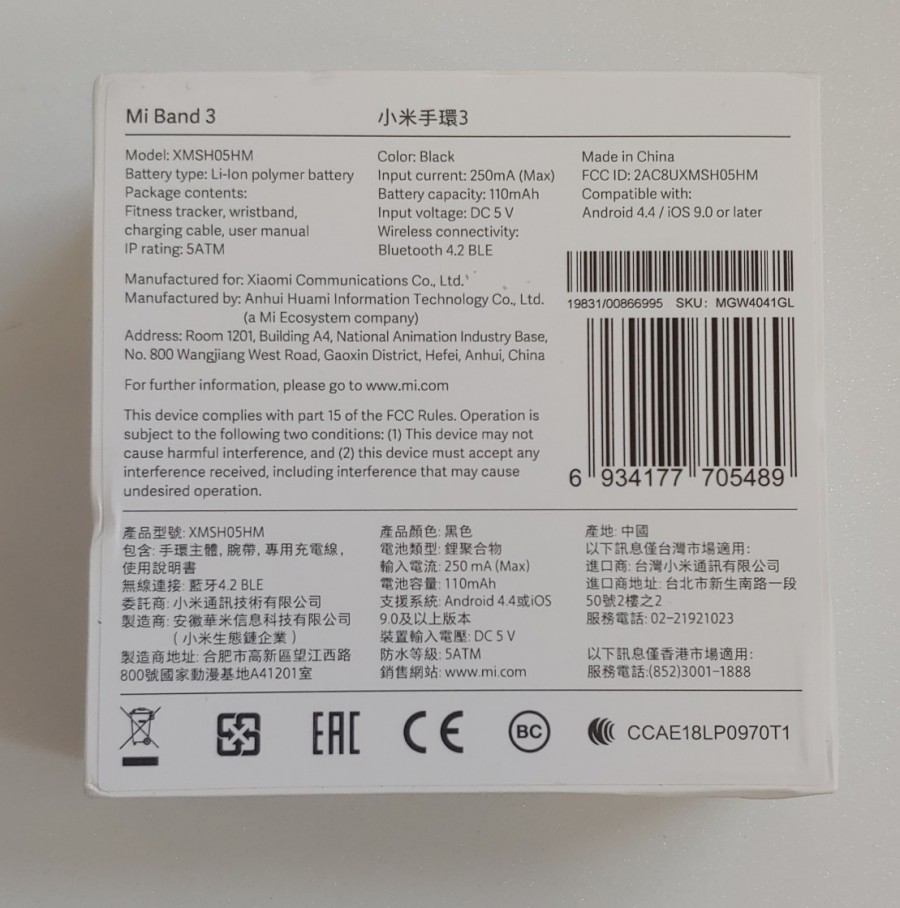 Mi Band 3
小米手環3
Model: XMSH05HM
Battery type: Li-Ion polymer battery
Package contents:
Fitness tracker, wristband,
charging cable, user manual
IP rating: 5ATM
Color: Black
Input current: 250mA (Max)
Battery capacity: 110mAh
Input voltage: DC 5 V
Wireless connectivity:
Bluetooth 4.2 BLE
Made in China
FCC ID: 2AC8UXMSH05HM
Compatible with:
Android 4.4 / iOS 9.0 or later
Manufactured for: Xiaomi Communications Co., Ltd.
Manufactured by: Anhui Huami Information Technology Co., Ltd.
(a Mi Ecosystem company)
Address: Room 1201, Building A4, National Animation Industry Base,
No. 800 Wangjiang West Road, Gaoxin District, Hefei, Anhui, China
For further information, please go to www.mi.com
This device complies with part 15 of the FCC Rules. Operation is
subject to the following two conditions: (1) This device may not
cause harmful interference, and (2) this device must accept any
interference received, including interference that may cause
undesired operation.
19831/00866995 SKU: MGW4041GL
6 934177 705489
產品型號: XMSH05HM
包含: 手環主體, 腕帶, 專用充電線,
使用說明書
無線連接: 藍牙4.2 BLE
委託商: 小米通訊技術有限公司
製造商: 安徽華米信息科技有限公司
(小米生態鏈企業)
製造商地址: 合肥市高新區望江西路
800號國家動漫基地A41201室
產品顏色: 黑色
電池類型: 鋰聚合物
輸入電流: 250 mA (Max)
電池容量: 110mAh
支援系統: Android 4.4或iOS
9.0及以上版本
裝置輸入電壓: DC 5 V
防水等級: 5ATM
銷售網站: www.mi.com
產地: 中國
以下訊息僅台灣市場適用:
進口商: 台灣小米通訊有限公司
進口商地址: 台北市新生南路一段
50號2樓之2
服務電話: 02-21921023
以下訊息僅香港市場適用:
服務電話:(852)3001-1888
EAC
CE
BC
CCAE18LP0970T1